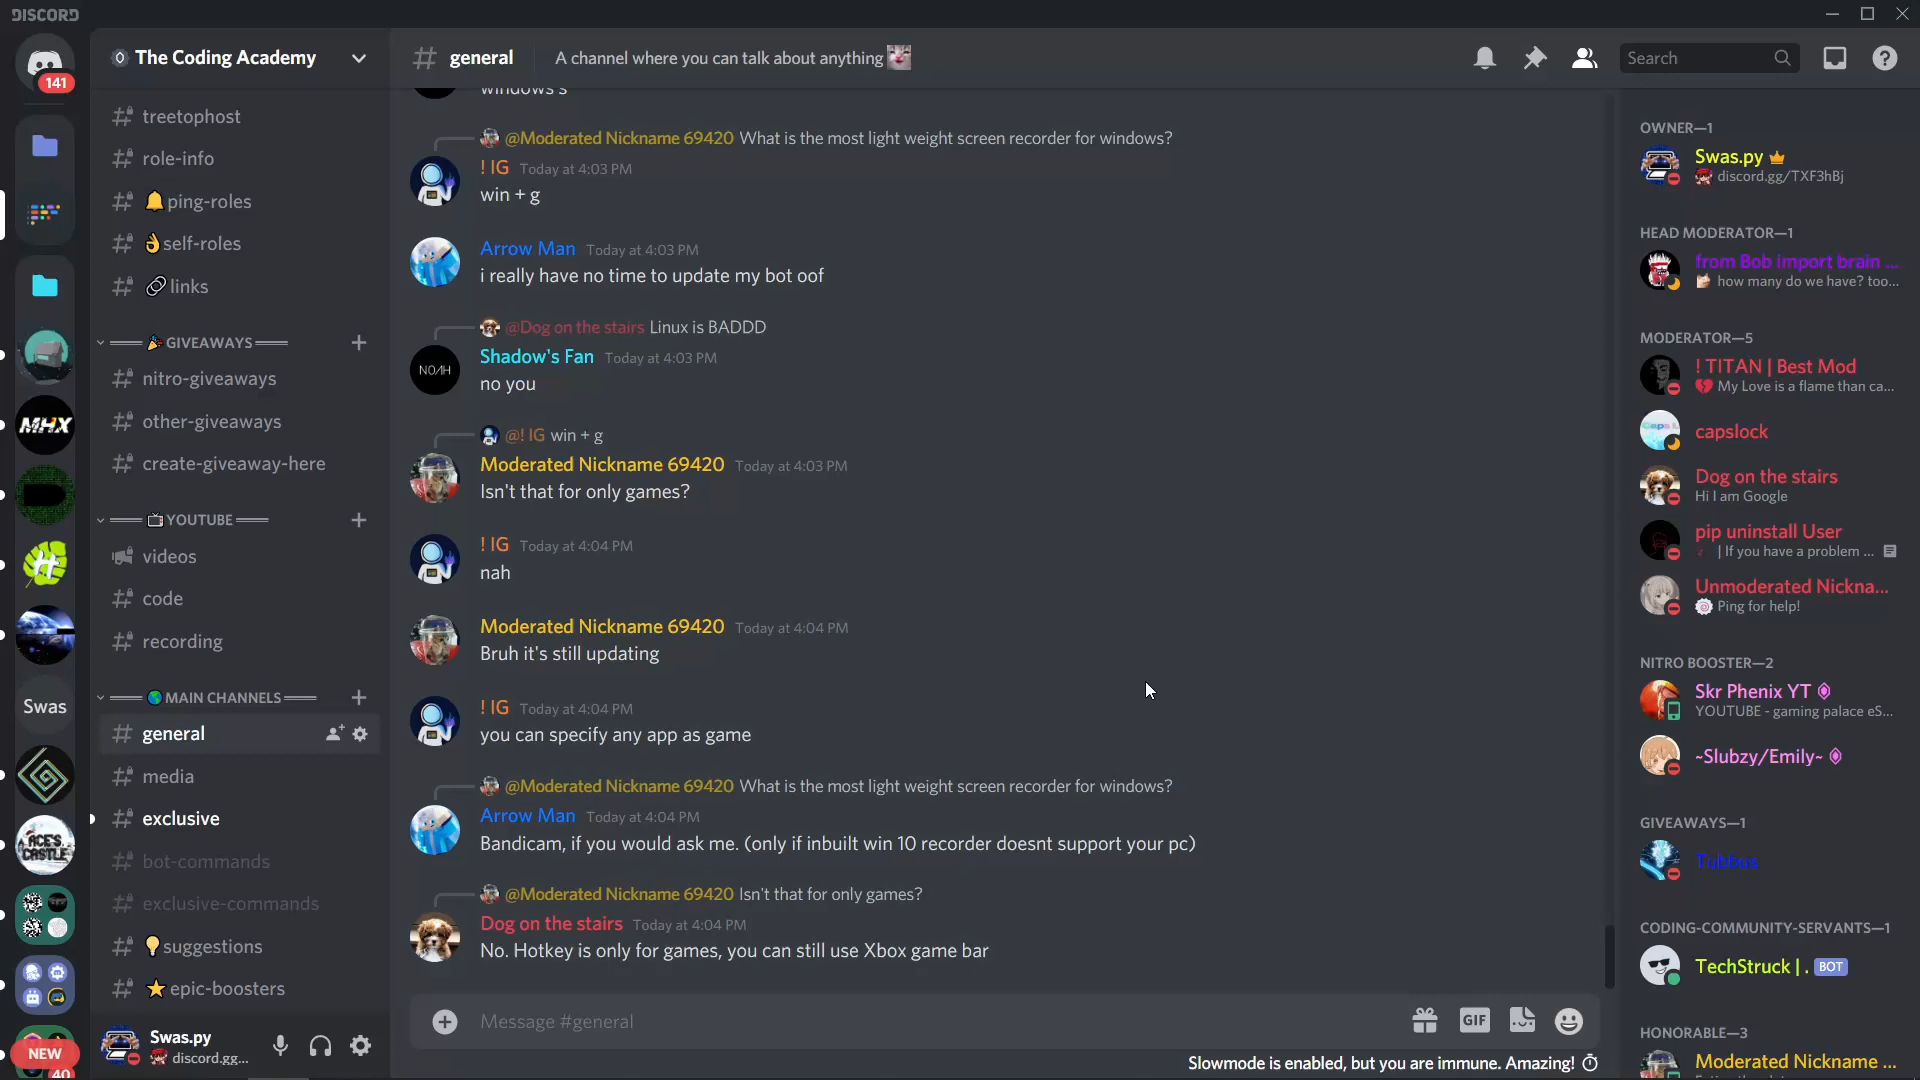 DISCORD
141
MHX
Swas
ACE'S
CASTLE
NEW
40
The Coding Academy
treetophost
role-info
🔔ping-roles
👌self-roles
🔗links
🎉GIVEAWAYS
nitro-giveaways
other-giveaways
create-giveaway-here
📺YOUTUBE
videos
code
recording
🌎MAIN CHANNELS
general
media
exclusive
bot-commands
exclusive-commands
💡suggestions
⭐epic-boosters
Swas.py
discord.gg...
general
A channel where you can talk about anything
Search
windows's
@Moderated Nickname 69420 What is the most light weight screen recorder for windows?
! IG Today at 4:03 PM
win + g
Arrow Man Today at 4:03 PM
i really have no time to update my bot oof
@Dog on the stairs Linux is BADDD
NOAH
Shadow's Fan Today at 4:03 PM
no you
@! IG win + g
Moderated Nickname 69420 Today at 4:03 PM
Isn't that for only games?
! IG Today at 4:04 PM
nah
Moderated Nickname 69420 Today at 4:04 PM
Bruh it's still updating
! IG Today at 4:04 PM
you can specify any app as game
@Moderated Nickname 69420 What is the most light weight screen recorder for windows?
Arrow Man Today at 4:04 PM
Bandicam, if you would ask me. (only if inbuilt win 10 recorder doesnt support your pc)
@Moderated Nickname 69420 Isn't that for only games?
Dog on the stairs Today at 4:04 PM
No. Hotkey is only for games, you can still use Xbox game bar
Message #general
GIF
Slowmode is enabled, but you are immune. Amazing!
OWNER—1
Swas.py
discord.gg/TXF3hBj
HEAD MODERATOR—1
from Bob import brain ...
how many do we have? too...
MODERATOR—5
! TITAN | Best Mod
My Love is a flame than ca...
capslock
Dog on the stairs
Hi I am Google
pip uninstall User
| If you have a problem ...
Unmoderated Nickna...
Ping for help!
NITRO BOOSTER—2
Skr Phenix YT
YOUTUBE - gaming palace eS...
~Slubzy/Emily~
GIVEAWAYS—1
Tubbus
CODING-COMMUNITY-SERVANTS—1
TechStruck | . BOT
HONORABLE—3
Moderated Nickname ...